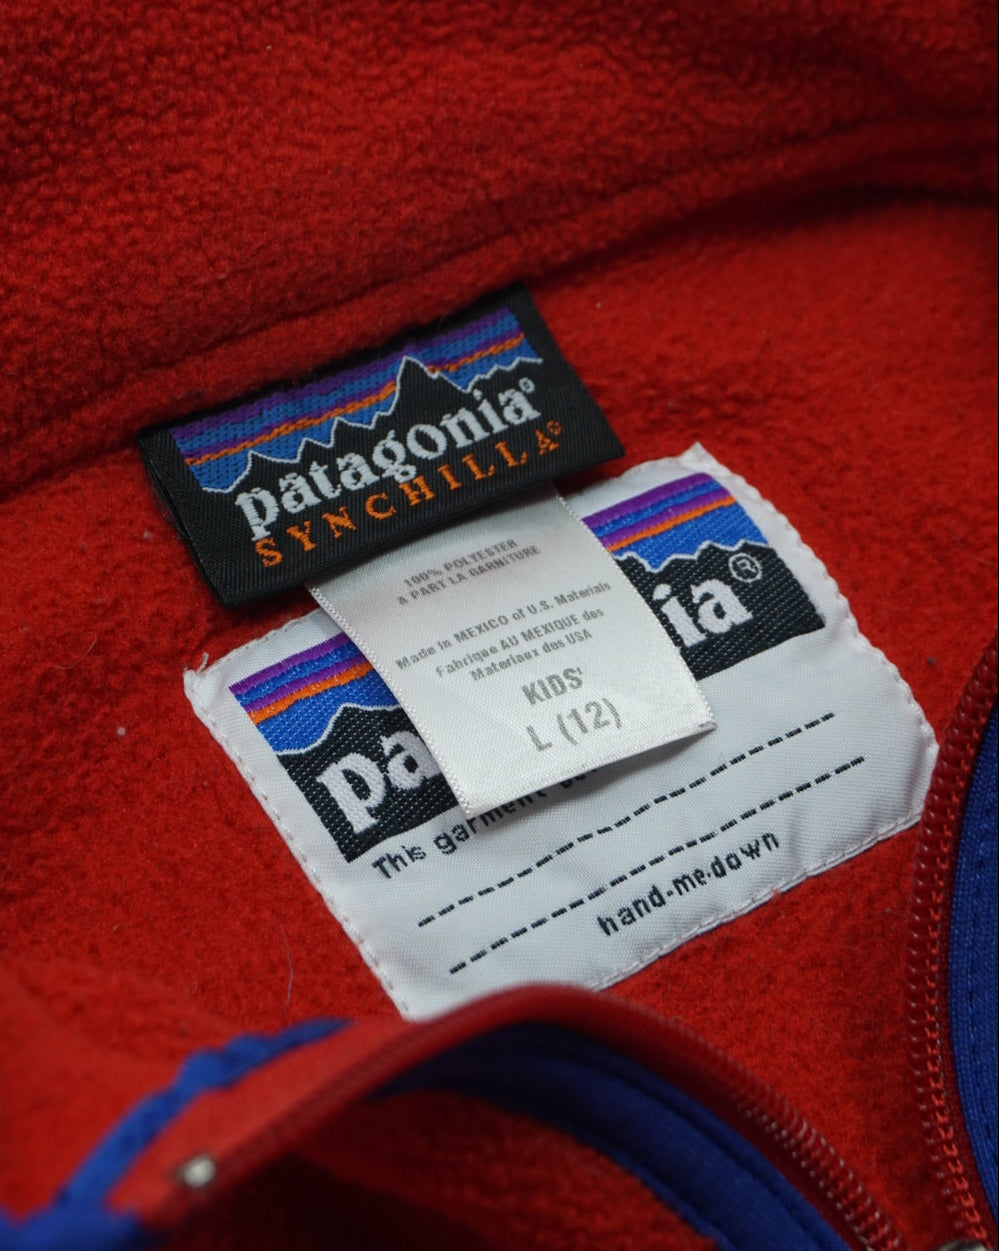 patagonia®
SYNCHILLA®
100% POLYESTER
A PART LA GARNITURE
Made in MEXICO of U.S. Materials
Fabriqué AU MEXIQUE des
Materiaux des USA
KIDS'
L (12)
pa ia®
This garment
hand-me-down